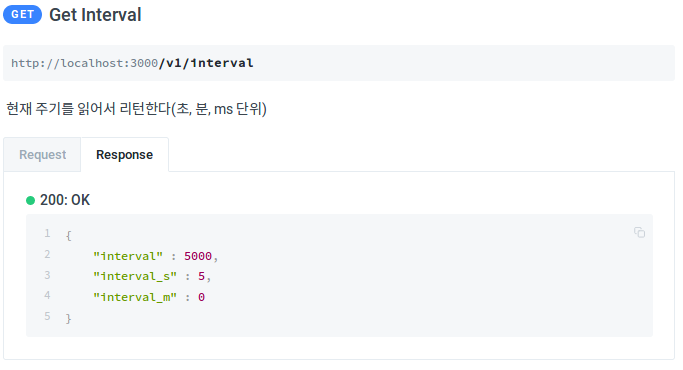 GET Get Interval
http://localhost:3000/v1/interval
현재 주기를 읽어서 리턴한다(초, 분, ms 단위)
Request Response
200: OK
1 {
2 "interval" : 5000,
3 "interval_s" : 5,
4 "interval_m" : 0
5 }